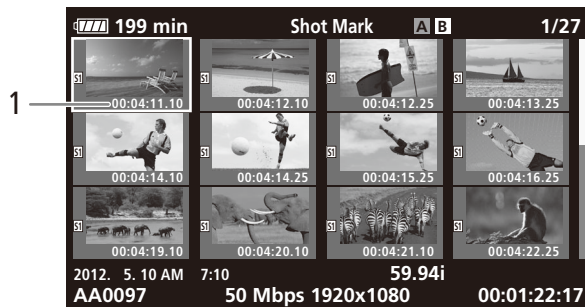 199 min Shot Mark A B 1/27
1
S1 00:04:11.10 S1 00:04:12.10 S1 00:04:12.25 S1 00:04:13.25
S1 00:04:14.10 S1 00:04:14.25 S1 00:04:15.25 S1 00:04:16.25
S1 00:04:19.10 S1 00:04:20.10 S1 00:04:21.10 S1 00:04:22.25
2012. 5. 10 AM 7:10 59.94i
AA0097 50 Mbps 1920x1080 00:01:22:17